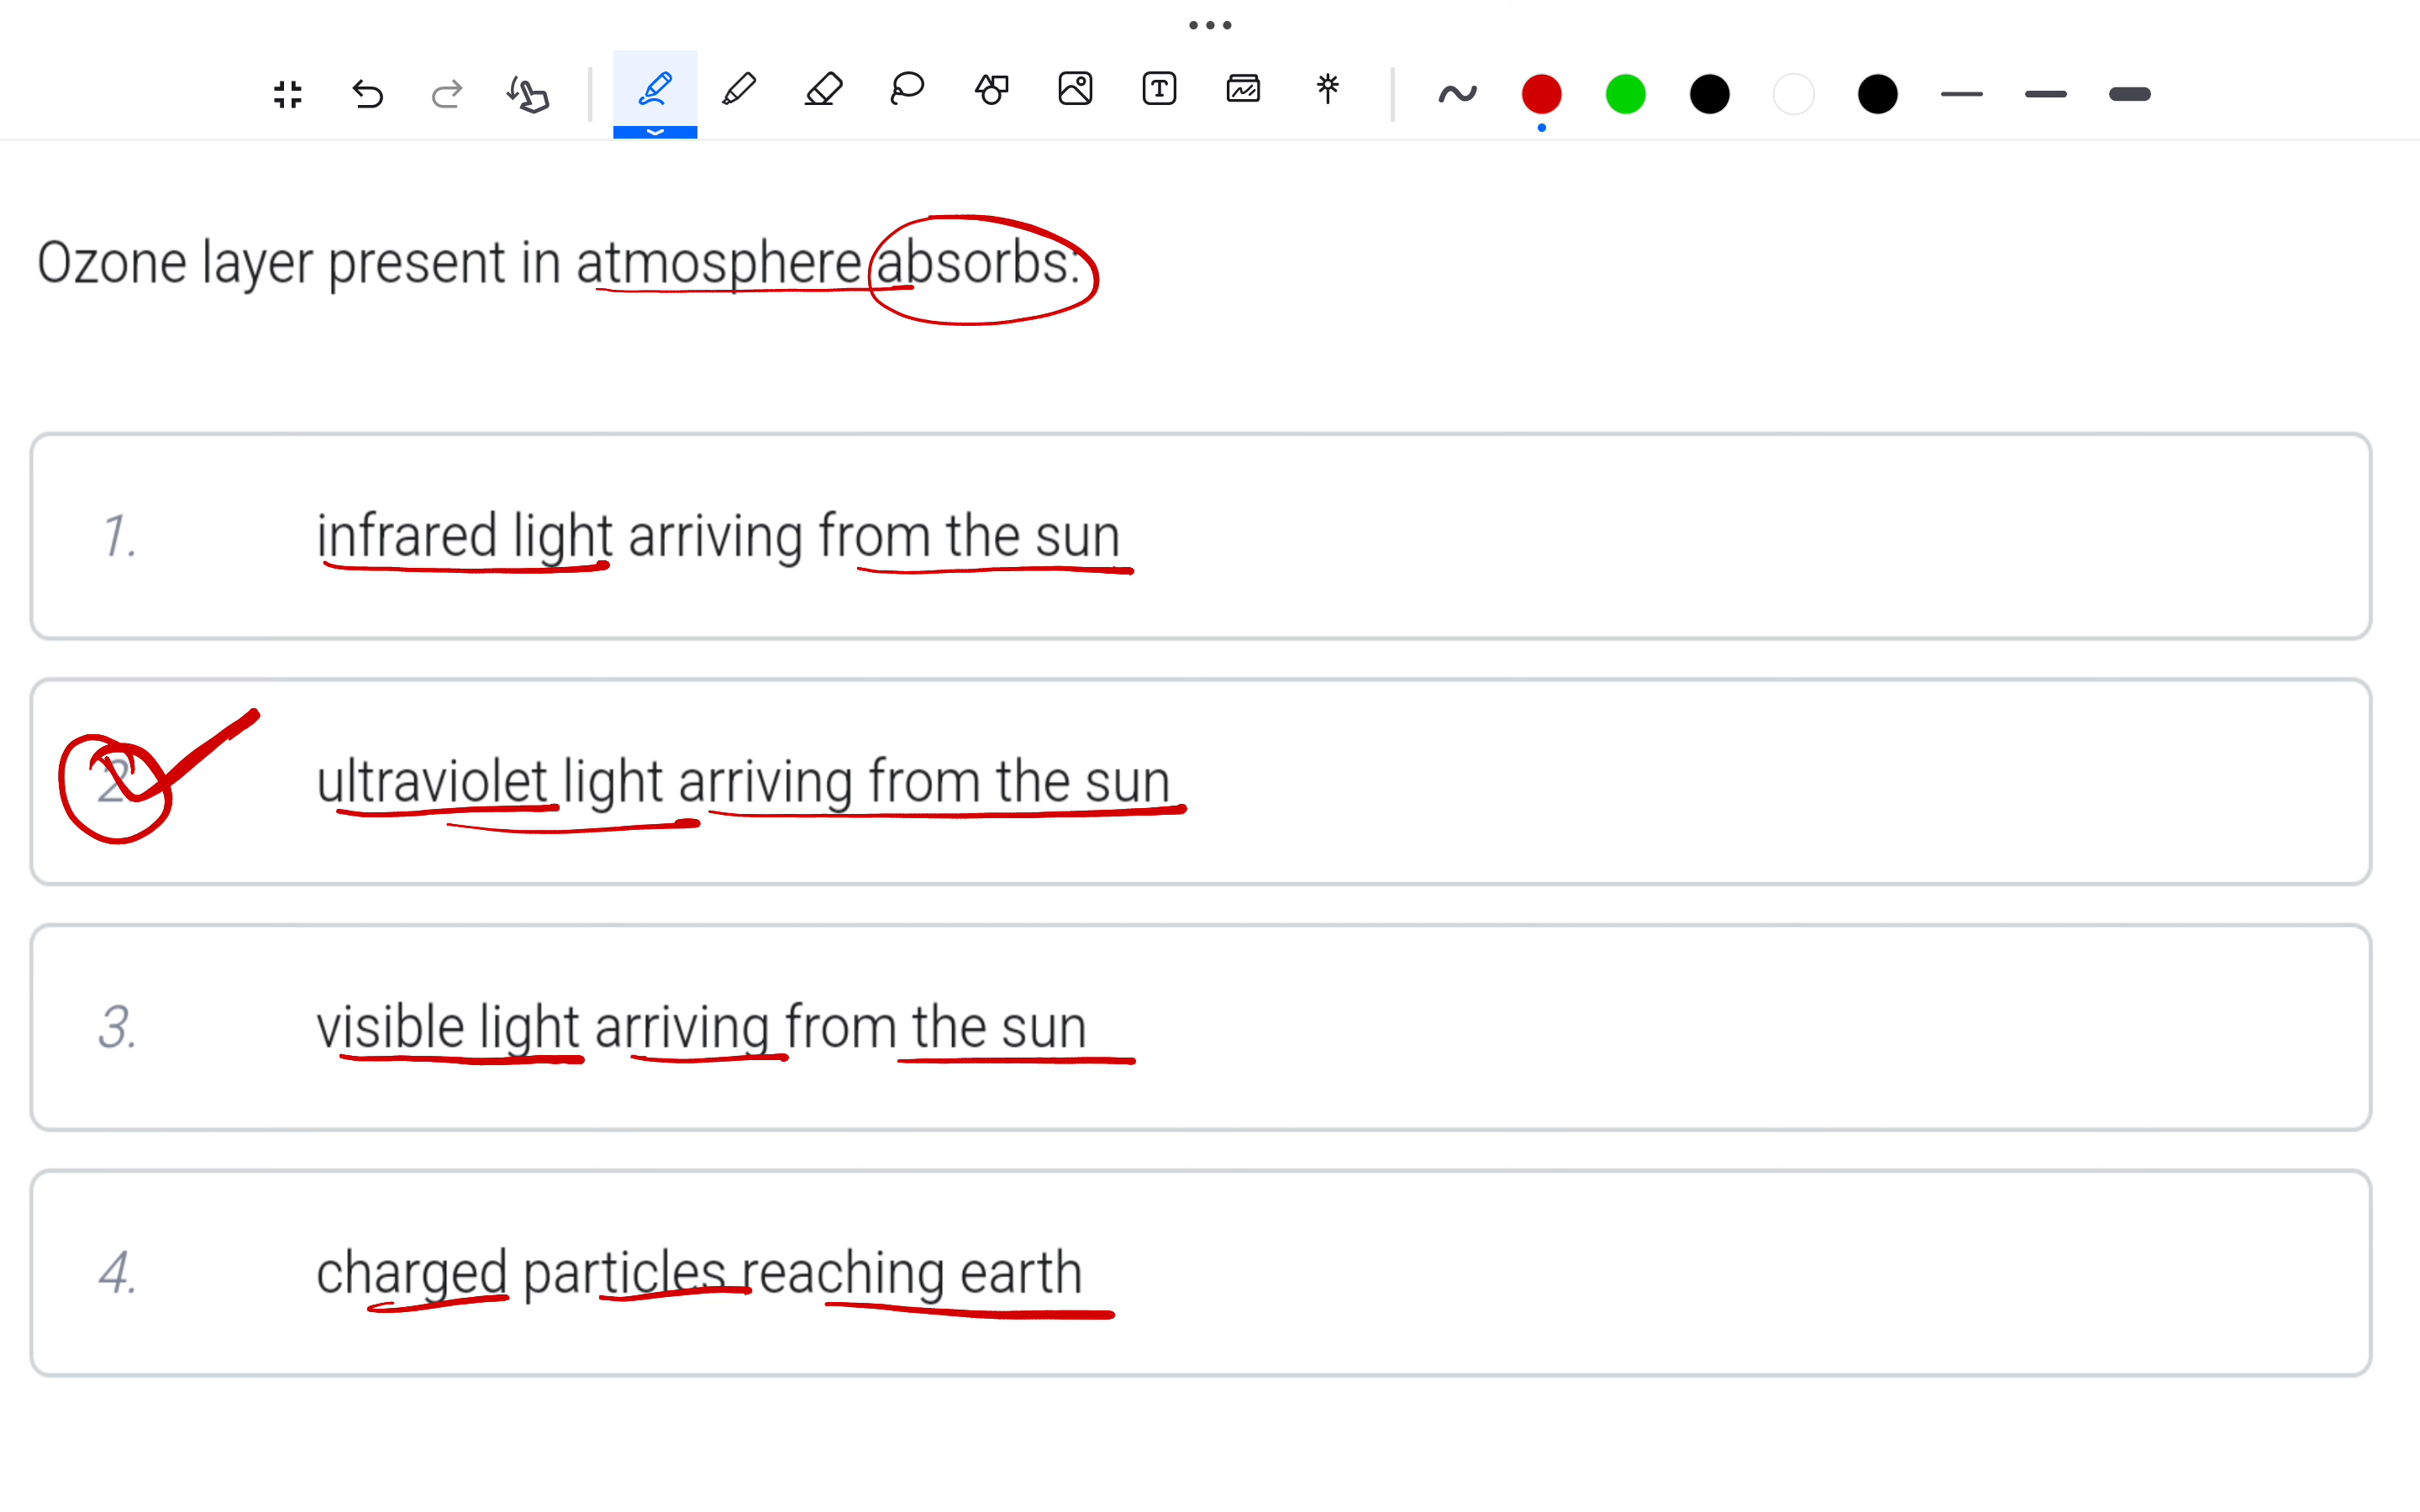 Ozone layer present in atmosphere absorbs:
1. infrared light arriving from the sun
2 ultraviolet light arriving from the sun
3. visible light arriving from the sun
4. charged particles reaching earth